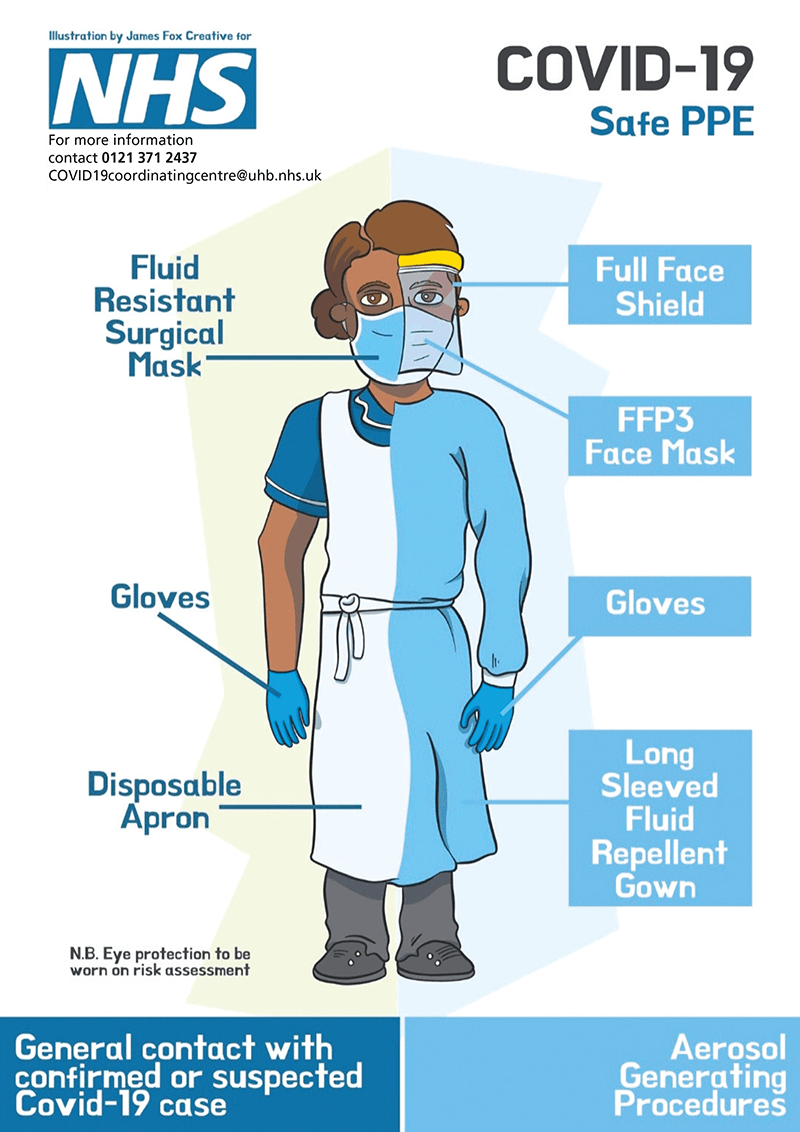 Illustration by James Fox Creative for
NHS
For more information
contact 0121 371 2437
COVID19coordinatingcentre@uhb.nhs.uk
COVID-19
Safe PPE
Fluid
Resistant
Surgical
Mask
Full Face
Shield
FFP3
Face Mask
Gloves
Gloves
Disposable
Apron
Long
Sleeved
Fluid
Repellent
Gown
N.B. Eye protection to be
worn on risk assessment
General contact with
confirmed or suspected
Covid-19 case
Aerosol
Generating
Procedures